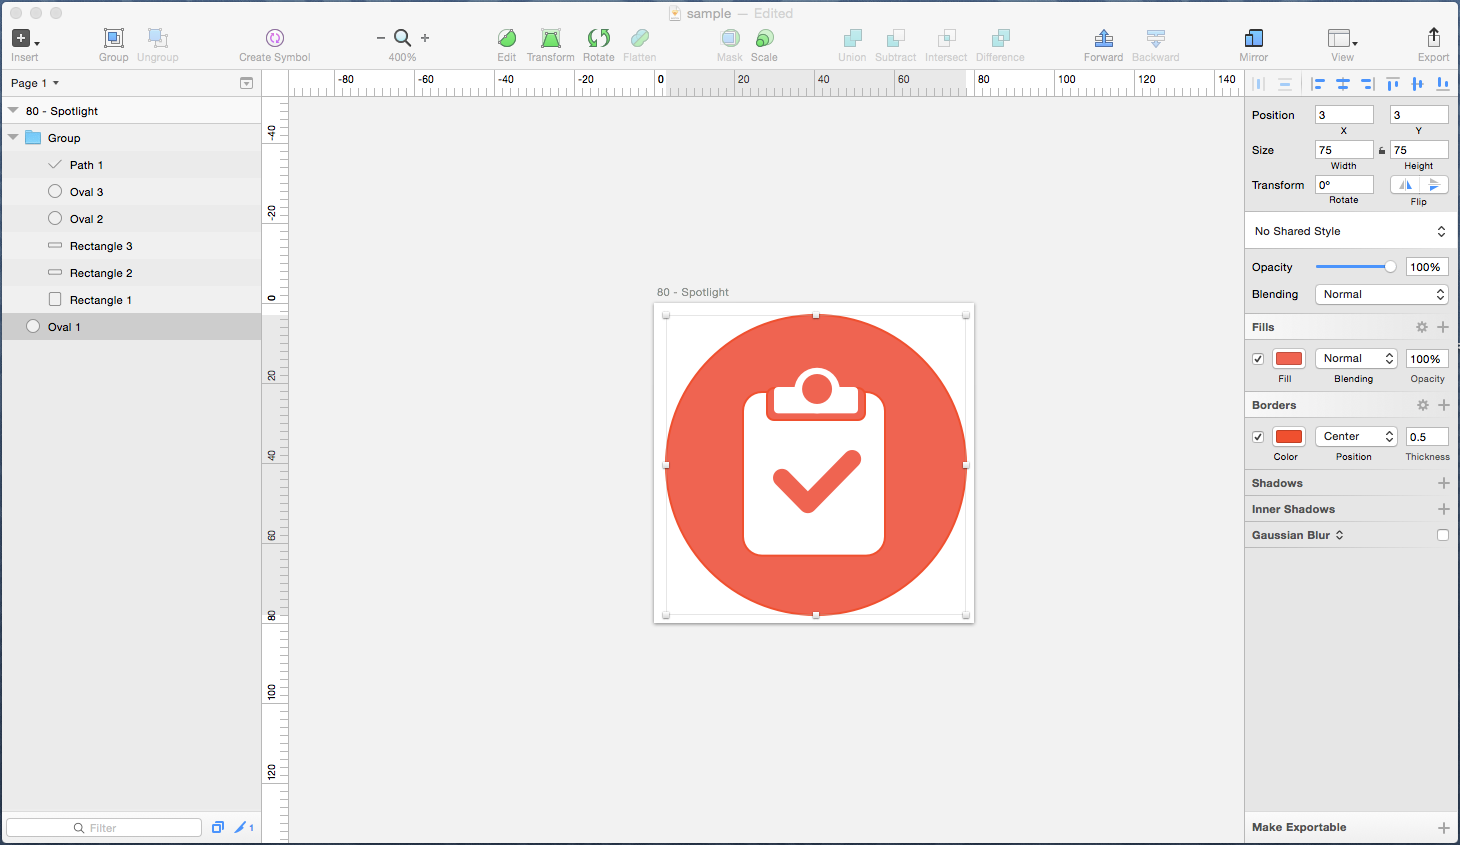 sample — Edited
Insert
Group
Ungroup
Create Symbol
400%
Edit
Transform
Rotate
Flatten
Mask
Scale
Union
Subtract
Intersect
Difference
Forward
Backward
Mirror
View
Export
Page 1
-80 -60 -40 -20 0 20 40 60 80 100 120 140
80 - Spotlight
Group
Path 1
Oval 3
Oval 2
Rectangle 3
Rectangle 2
Rectangle 1
Oval 1
Filter
1
-40
-20
0
20
40
60
80
100
120
80 - Spotlight
Position 3 3
X Y
Size 75 75
Width Height
Transform 0°
Rotate Flip
No Shared Style
Opacity 100%
Blending Normal
Fills
Normal 100%
Fill Blending Opacity
Borders
Center 0.5
Color Position Thickness
Shadows
Inner Shadows
Gaussian Blur
Make Exportable